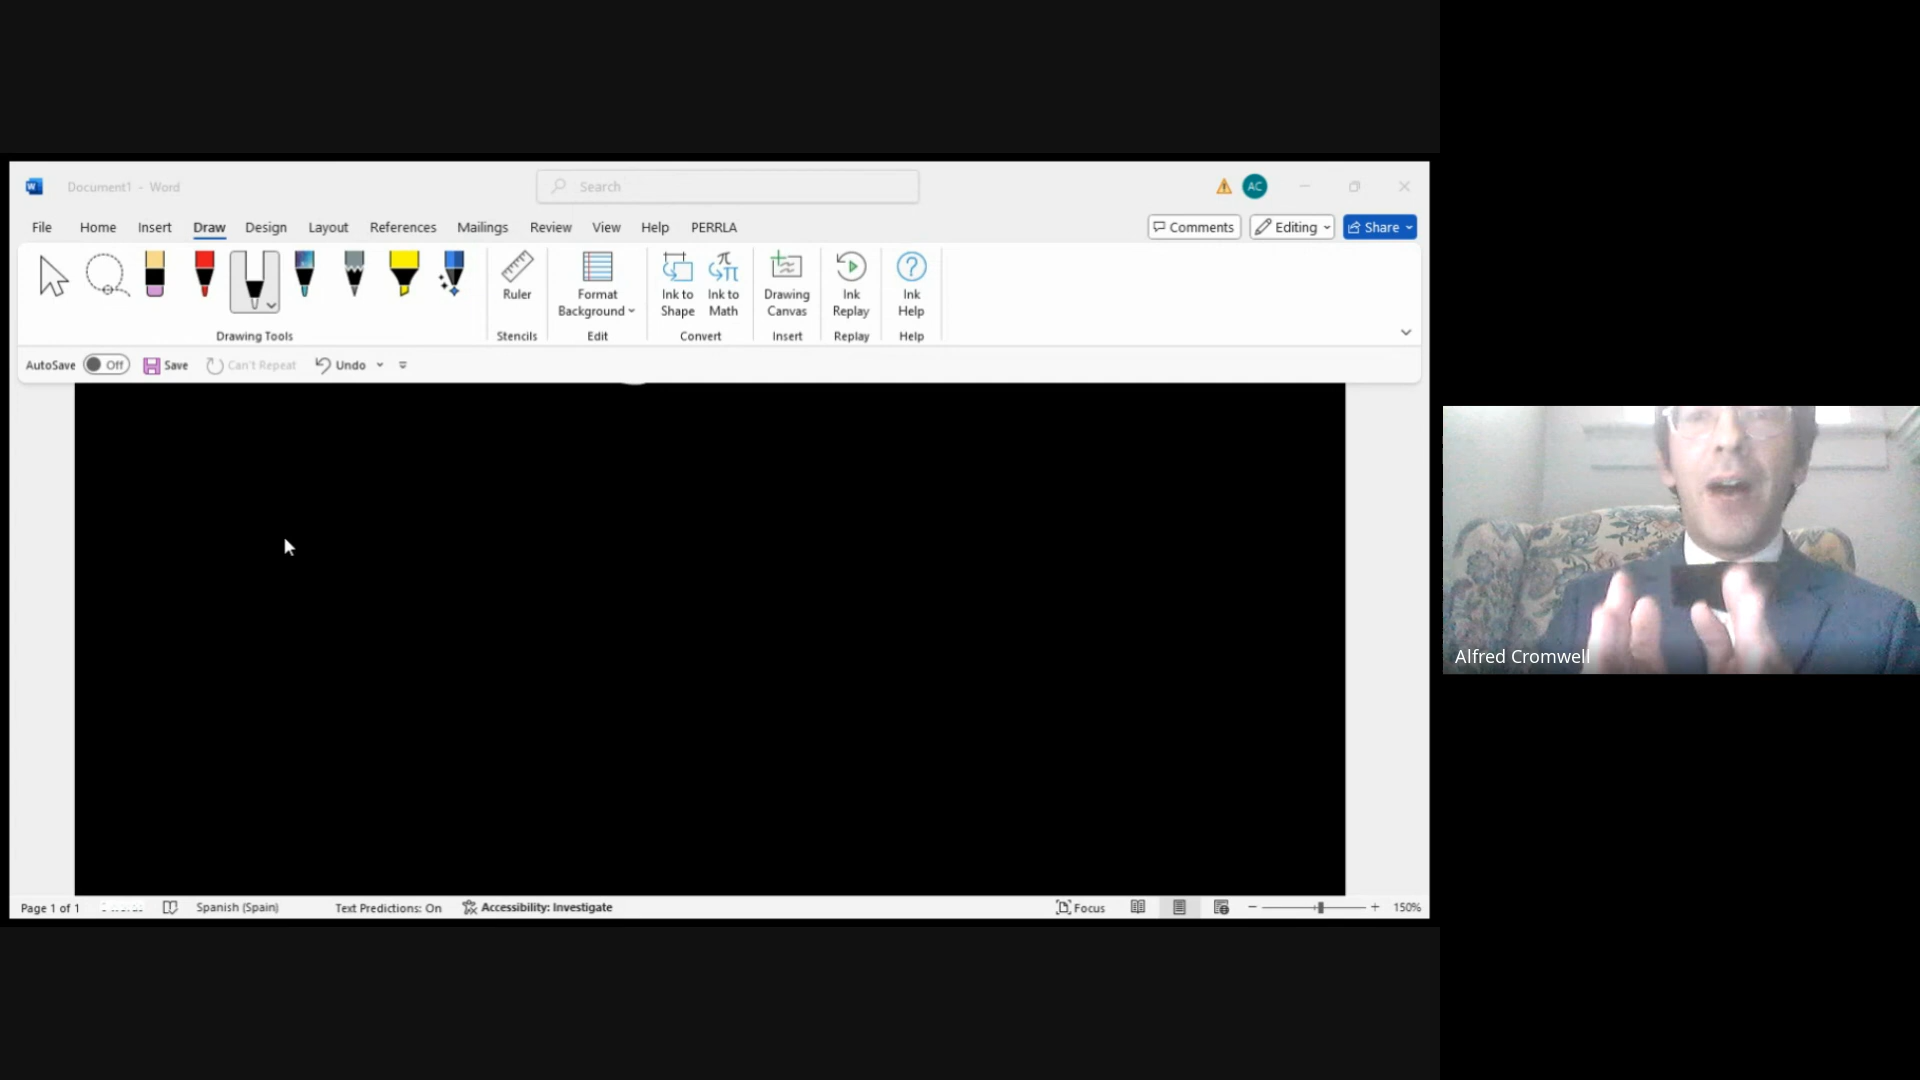 Document1 - Word
Search
AC
File Home Insert Draw Design Layout References Mailings Review View Help PERRLA
Comments Editing Share
Ruler
Format Background
Ink to Shape
Ink to Math
Drawing Canvas
Ink Replay
Ink Help
Drawing Tools Stencils Edit Convert Insert Replay Help
AutoSave Off Save Can't Repeat Undo
Alfred Cromwell
Page 1 of 1 Spanish (Spain) Text Predictions: On Accessibility: Investigate Focus 150%